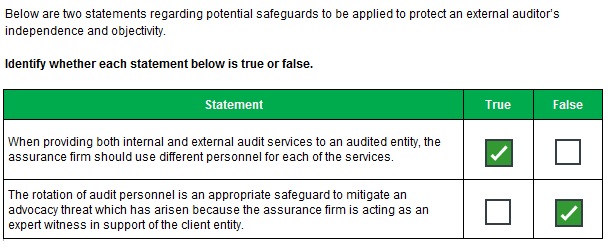 Below are two statements regarding potential safeguards to be applied to protect an external auditor's
independence and objectivity.
Identify whether each statement below is true or false.
Statement True False
When providing both internal and external audit services to an audited entity, the
assurance firm should use different personnel for each of the services.
The rotation of audit personnel is an appropriate safeguard to mitigate an
advocacy threat which has arisen because the assurance firm is acting as an
expert witness in support of the client entity.